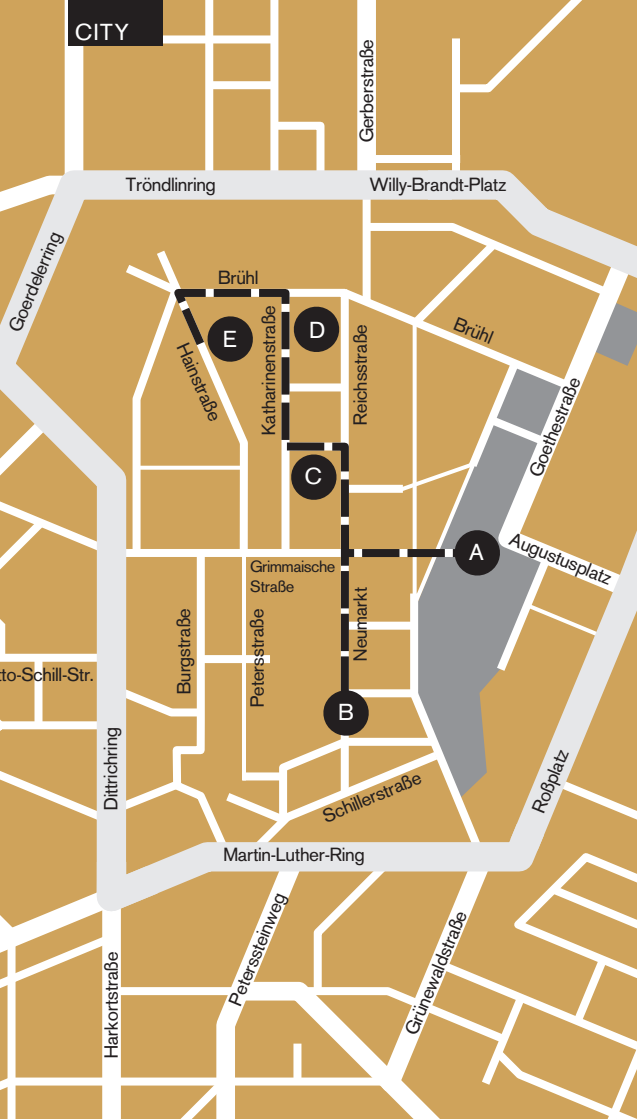 CITY
Gerberstraße
Tröndlinring
Willy-Brandt-Platz
Goerdelerring
Brühl
Brühl
D
E
Katharinenstraße
Reichsstraße
Hainstraße
Goethestraße
C
A
Augustusplatz
Grimmaische
Straße
Neumarkt
Burgstraße
Petersstraße
tto-Schill-Str.
B
Dittrichring
Roßplatz
Schillerstraße
Martin-Luther-Ring
Peterssteinweg
Grünewaldstraße
Harkortstraße